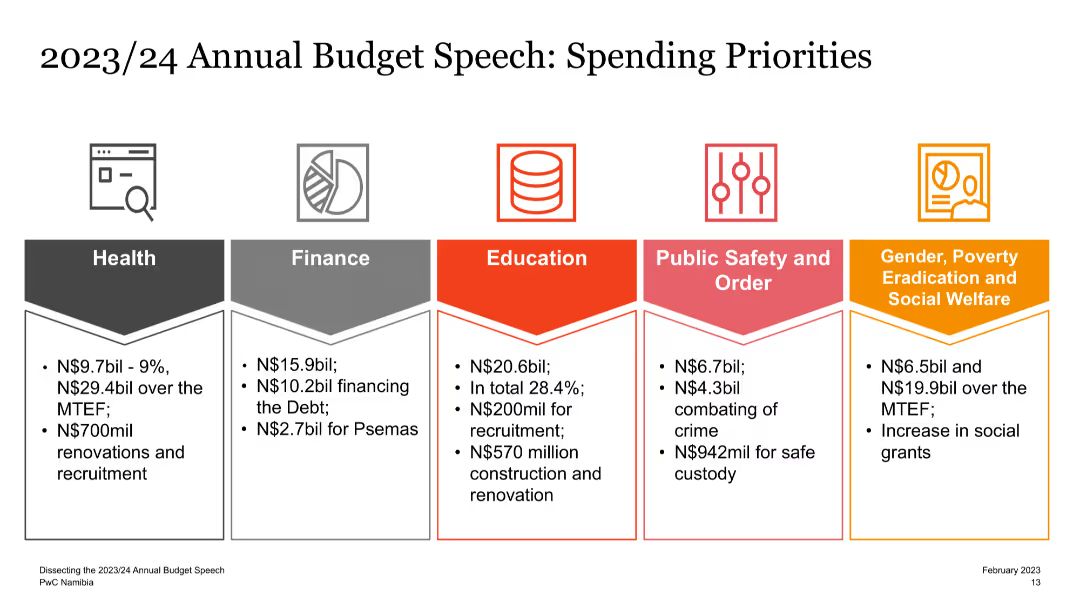 2023/24 Annual Budget Speech: Spending Priorities
Health
• N$9.7bil - 9%,
N$29.4bil over the
MTEF;
• N$700mil
renovations and
recruitment
Finance
• N$15.9bil;
• N$10.2bil financing
the Debt;
• N$2.7bil for Psemas
Education
• N$20.6bil;
• In total 28.4%;
• N$200mil for
recruitment;
• N$570 million
construction and
renovation
Public Safety and
Order
• N$6.7bil;
• N$4.3bil
combating of
crime
• N$942mil for safe
custody
Gender, Poverty
Eradication and
Social Welfare
• N$6.5bil and
N$19.9bil over the
MTEF;
• Increase in social
grants
Dissecting the 2023/24 Annual Budget Speech
PwC Namibia
February 2023
13